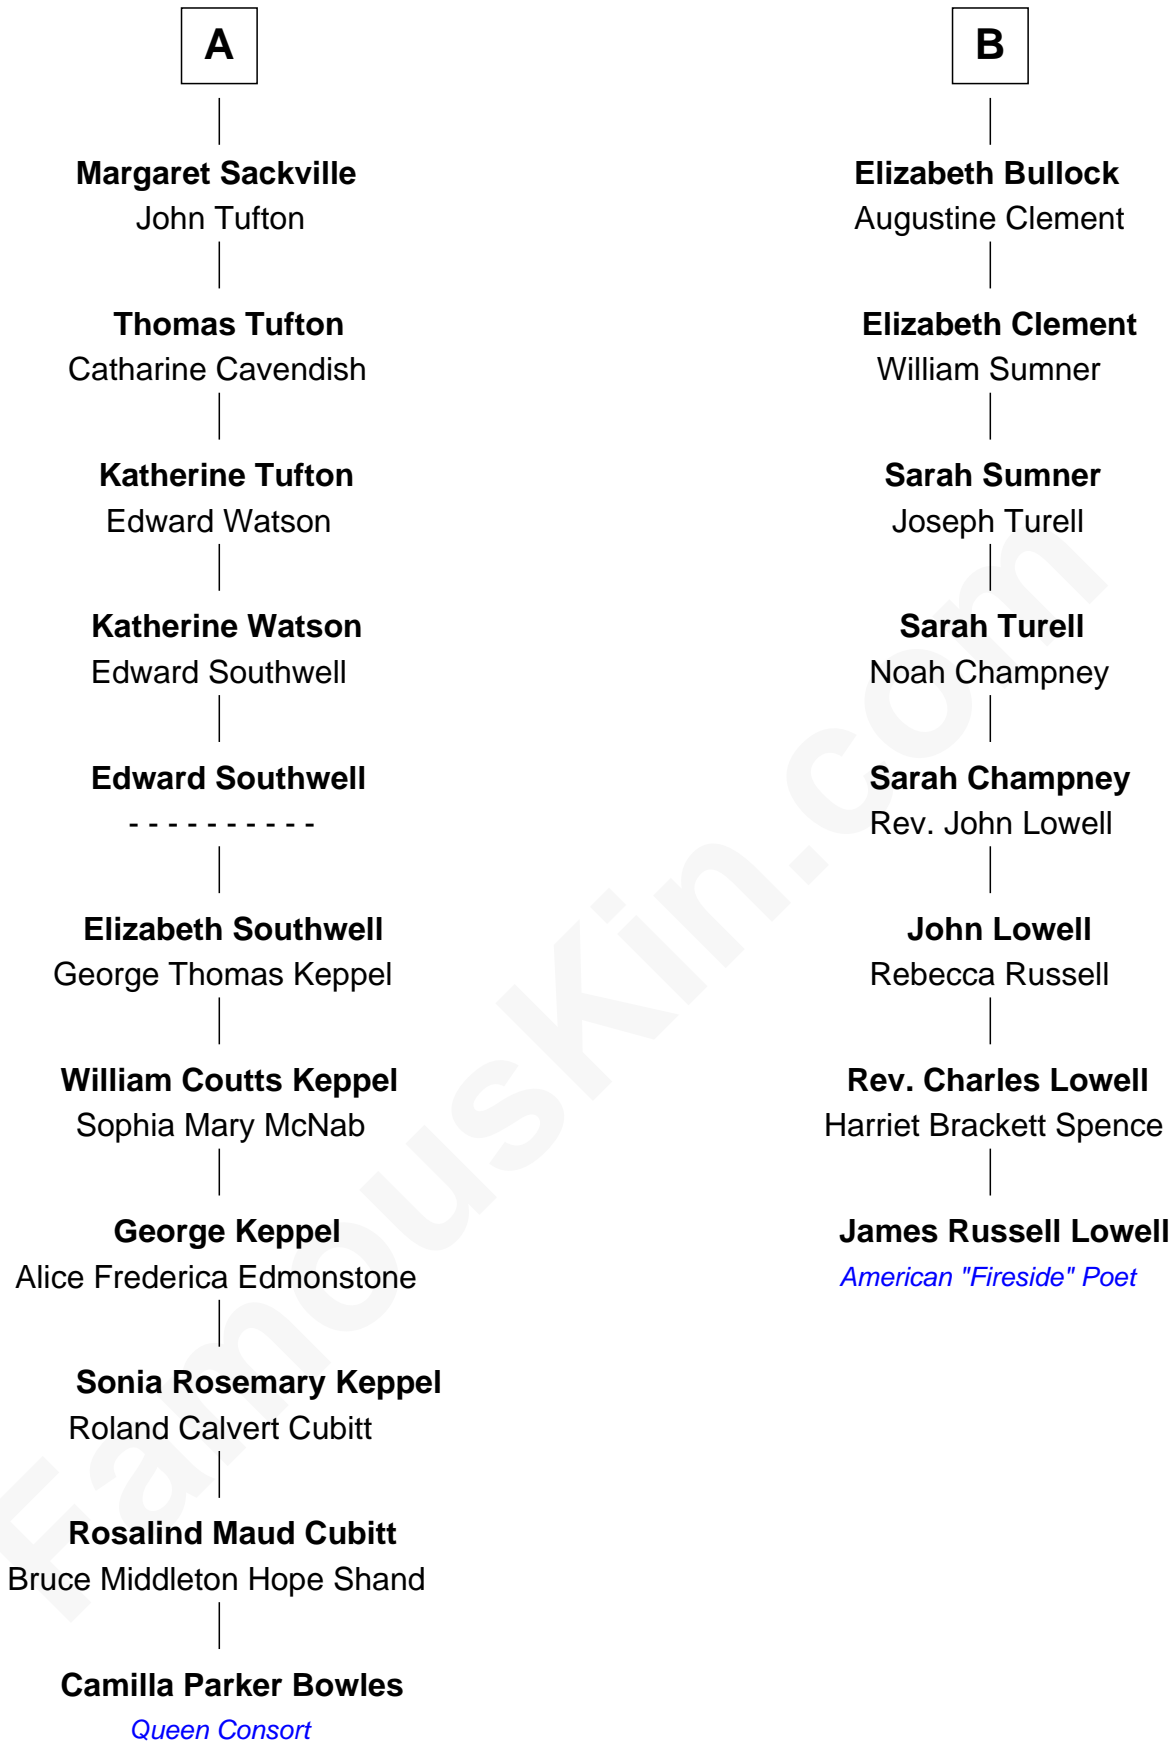 A
Margaret Sackville
John Tufton
Thomas Tufton
Catharine Cavendish
Katherine Tufton
Edward Watson
Katherine Watson
Edward Southwell
Edward Southwell
- - - - - - - - - -
Elizabeth Southwell
George Thomas Keppel
William Coutts Keppel
Sophia Mary McNab
George Keppel
Alice Frederica Edmonstone
Sonia Rosemary Keppel
Roland Calvert Cubitt
Rosalind Maud Cubitt
Bruce Middleton Hope Shand
Camilla Parker Bowles
Queen Consort
B
Elizabeth Bullock
Augustine Clement
Elizabeth Clement
William Sumner
Sarah Sumner
Joseph Turell
Sarah Turell
Noah Champney
Sarah Champney
Rev. John Lowell
John Lowell
Rebecca Russell
Rev. Charles Lowell
Harriet Brackett Spence
James Russell Lowell
American "Fireside" Poet
FamousKin.com